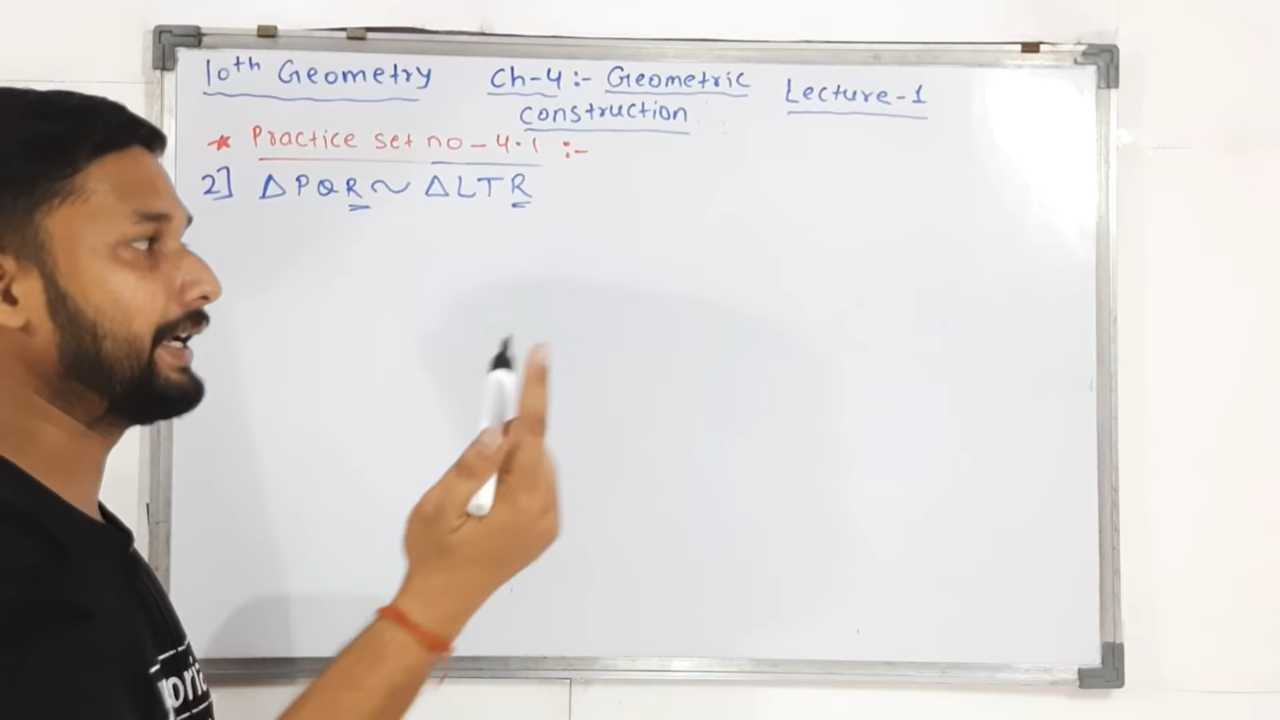 10th Geometry Ch-4:- Geometric construction Lecture-1
* Practice set no-4.1 :-
2] ΔPQR ~ ΔLTR